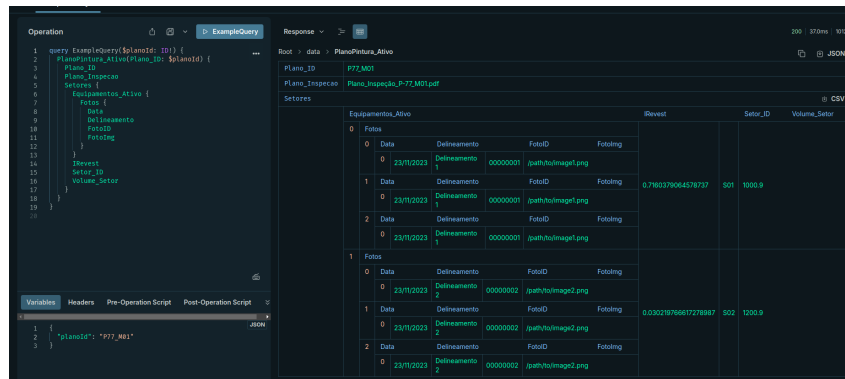 Operation
ExampleQuery
1 query ExampleQuery($planoId: ID!) {
2 PlanoPintura_Ativo(Plano_ID: $planoId) {
3 Plano_ID
4 Plano_Inspecao
5 Setores {
6 Equipamentos_Ativo {
7 Fotos {
8 Data
9 Delineamento
10 FotoID
11 FotoImg
12 }
13 }
14 IRevest
15 Setor_ID
16 Volume_Setor
17 }
18 }
19 }
20
Variables Headers Pre-Operation Script Post-Operation Script
JSON
1 {
2 "planoId": "P77_M01"
3 }
Response
200 37.0ms
Root > data > PlanoPintura_Ativo
JSON
Plano_ID P77_M01
Plano_Inspecao Plano_Inspeção_P-77_M01.pdf
Setores
CSV
Equipamentos_Ativo IRevest Setor_ID Volume_Setor
0 Fotos
0 Data Delineamento FotoID FotoImg
0 23/11/2023 Delineamento 00000001 /path/to/image1.png
1
1 Data Delineamento FotoID FotoImg
0.7160379064578737 S01 1000.9
0 23/11/2023 Delineamento 00000001 /path/to/image1.png
1
2 Data Delineamento FotoID FotoImg
0 23/11/2023 Delineamento 00000001 /path/to/image1.png
1
1 Fotos
0 Data Delineamento FotoID FotoImg
0 23/11/2023 Delineamento 00000002 /path/to/image2.png
2
1 Data Delineamento FotoID FotoImg
0.030219766617278987 S02 1200.9
0 23/11/2023 Delineamento 00000002 /path/to/image2.png
2
2 Data Delineamento FotoID FotoImg
0 23/11/2023 Delineamento 00000002 /path/to/image2.png
2